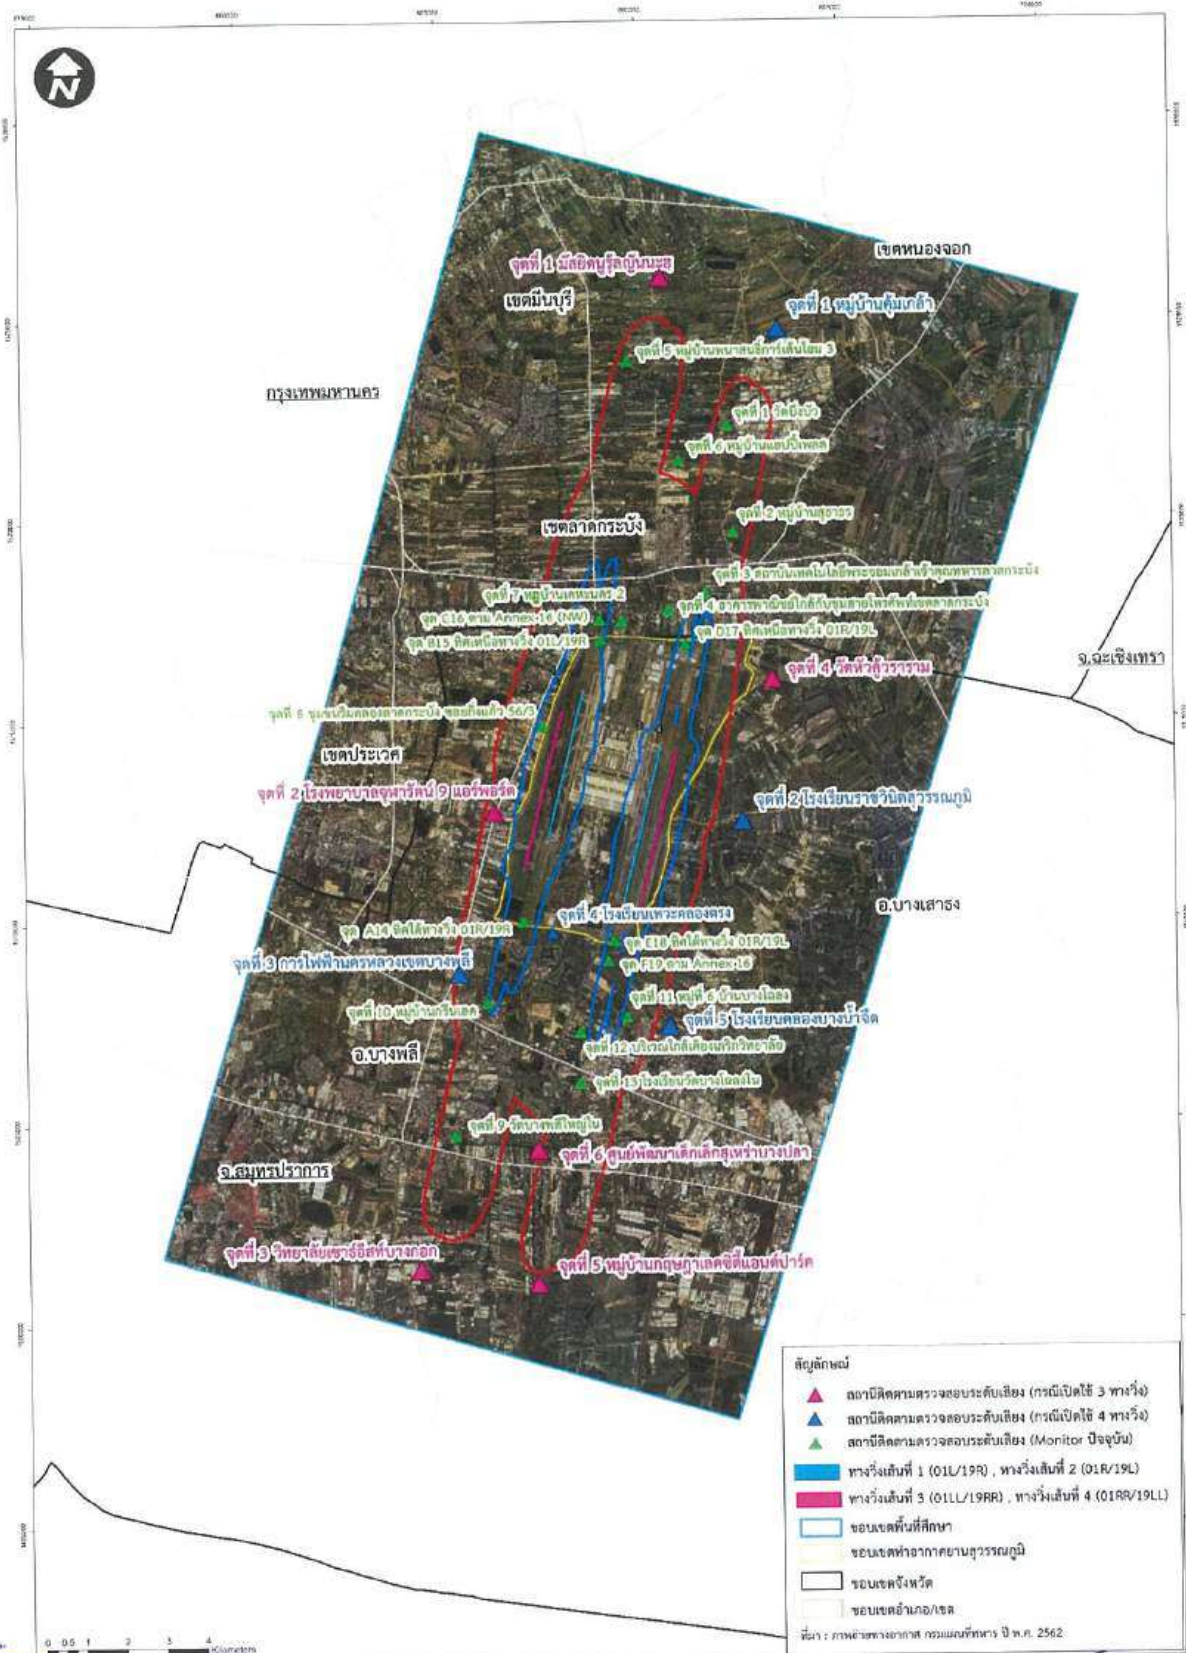 N
เขตหนองจอก
จุดที่ 1 มัสยิดนูรุ้ลญันนะฮ
เขตมีนบุรี
จุดที่ 1 หมู่บ้านคุ้มเกล้า
จุดที่ 5 หมู่บ้านพนาสนธิ์การ์เด้นโฮม 3
กรุงเทพมหานคร
จุดที่ 1 วัดบึงบัว
จุดที่ 6 หมู่บ้านแฮปปี้เพลส
เขตลาดกระบัง
จุดที่ 2 หมู่บ้านสุธาธร
จุดที่ 3 สถาบันเทคโนโลยีพระจอมเกล้าเจ้าคุณทหารลาดกระบัง
จุดที่ 7 หมู่บ้านเคหะนคร 2
จุดที่ 4 อาคารพาณิชย์ใกล้กับชุมสายโทรศัพท์เขตลาดกระบัง
จุด C16 ตาม Annex 16 (NW)
จุด D17 ทิศเหนือทางวิ่ง 01R/19L
จุด B15 ทิศเหนือทางวิ่ง 01L/19R
จ.ฉะเชิงเทรา
จุดที่ 4 วัดหัวคู้วราราม
จุดที่ 8 ชุมชนริมคลองลาดกระบัง ซอยกิ่งแก้ว 56/3
เขตประเวศ
จุดที่ 2 โรงพยาบาลจุฬารัตน์ 9 แอร์พอร์ต
จุดที่ 2 โรงเรียนราชวินิตสุวรรณภูมิ
อ.บางเสาธง
จุดที่ 4 โรงเรียนเทวะคลองตรง
จุด A14 ทิศใต้ทางวิ่ง 01R/19R
จุด E18 ทิศใต้ทางวิ่ง 01R/19L
จุดที่ 3 การไฟฟ้านครหลวงเขตบางพลี
จุด F19 ตาม Annex 16
จุดที่ 11 หมู่ที่ 6 บ้านบางโฉลง
จุดที่ 10 หมู่บ้านกรีนเลค
จุดที่ 5 โรงเรียนคลองบางน้ำจืด
จุดที่ 12 บริเวณใกล้เคียงเกริกวิทยาลัย
อ.บางพลี
จุดที่ 13 โรงเรียนวัดบางโฉลงใน
จุดที่ 9 วัดบางพลีใหญ่ใน
จุดที่ 6 ศูนย์พัฒนาเด็กเล็กสุเหร่าบางปลา
จ.สมุทรปราการ
จุดที่ 3 วิทยาลัยเซาธ์อีสท์บางกอก
จุดที่ 5 หมู่บ้านกฤษฎาเลคซิตี้แอนด์ปาร์ค
สัญลักษณ์
สถานีติดตามตรวจสอบระดับเสียง (กรณีเปิดใช้ 3 ทางวิ่ง)
สถานีติดตามตรวจสอบระดับเสียง (กรณีเปิดใช้ 4 ทางวิ่ง)
สถานีติดตามตรวจสอบระดับเสียง (Monitor ปัจจุบัน)
ทางวิ่งเส้นที่ 1 (01L/19R) , ทางวิ่งเส้นที่ 2 (01R/19L)
ทางวิ่งเส้นที่ 3 (01LL/19RR) , ทางวิ่งเส้นที่ 4 (01RR/19LL)
ขอบเขตพื้นที่ศึกษา
ขอบเขตท่าอากาศยานสุวรรณภูมิ
ขอบเขตจังหวัด
ขอบเขตอำเภอ/เขต
ที่มา : ภาพถ่ายทางอากาศ กรมแผนที่ทหาร ปี พ.ศ. 2562
0 0.5 1 2 3 4
Kilometers